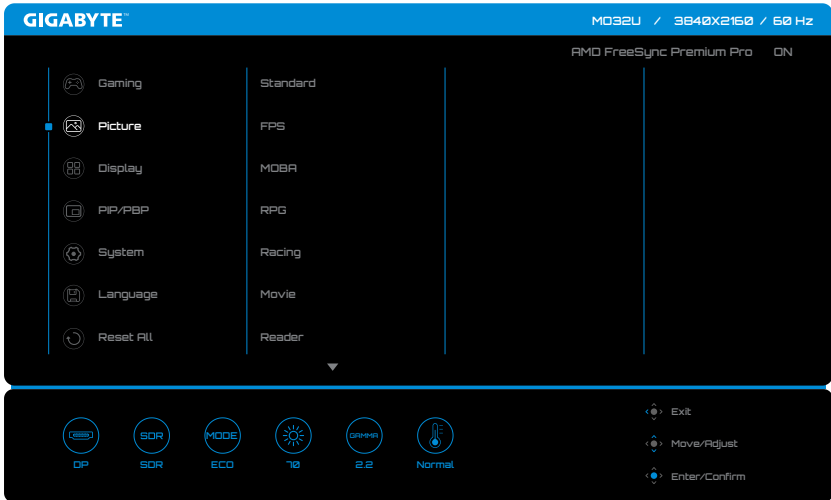 GIGABYTE™
MO32U / 3840X2160 / 60 Hz
AMD FreeSync Premium Pro ON
Gaming
Standard
Picture
FPS
Display
MOBA
PIP/PBP
RPG
System
Racing
Language
Movie
Reset All
Reader
SDR
MODE
GAMMA
DP
SDR
ECO
70
2.2
Normal
Exit
Move/Adjust
Enter/Confirm